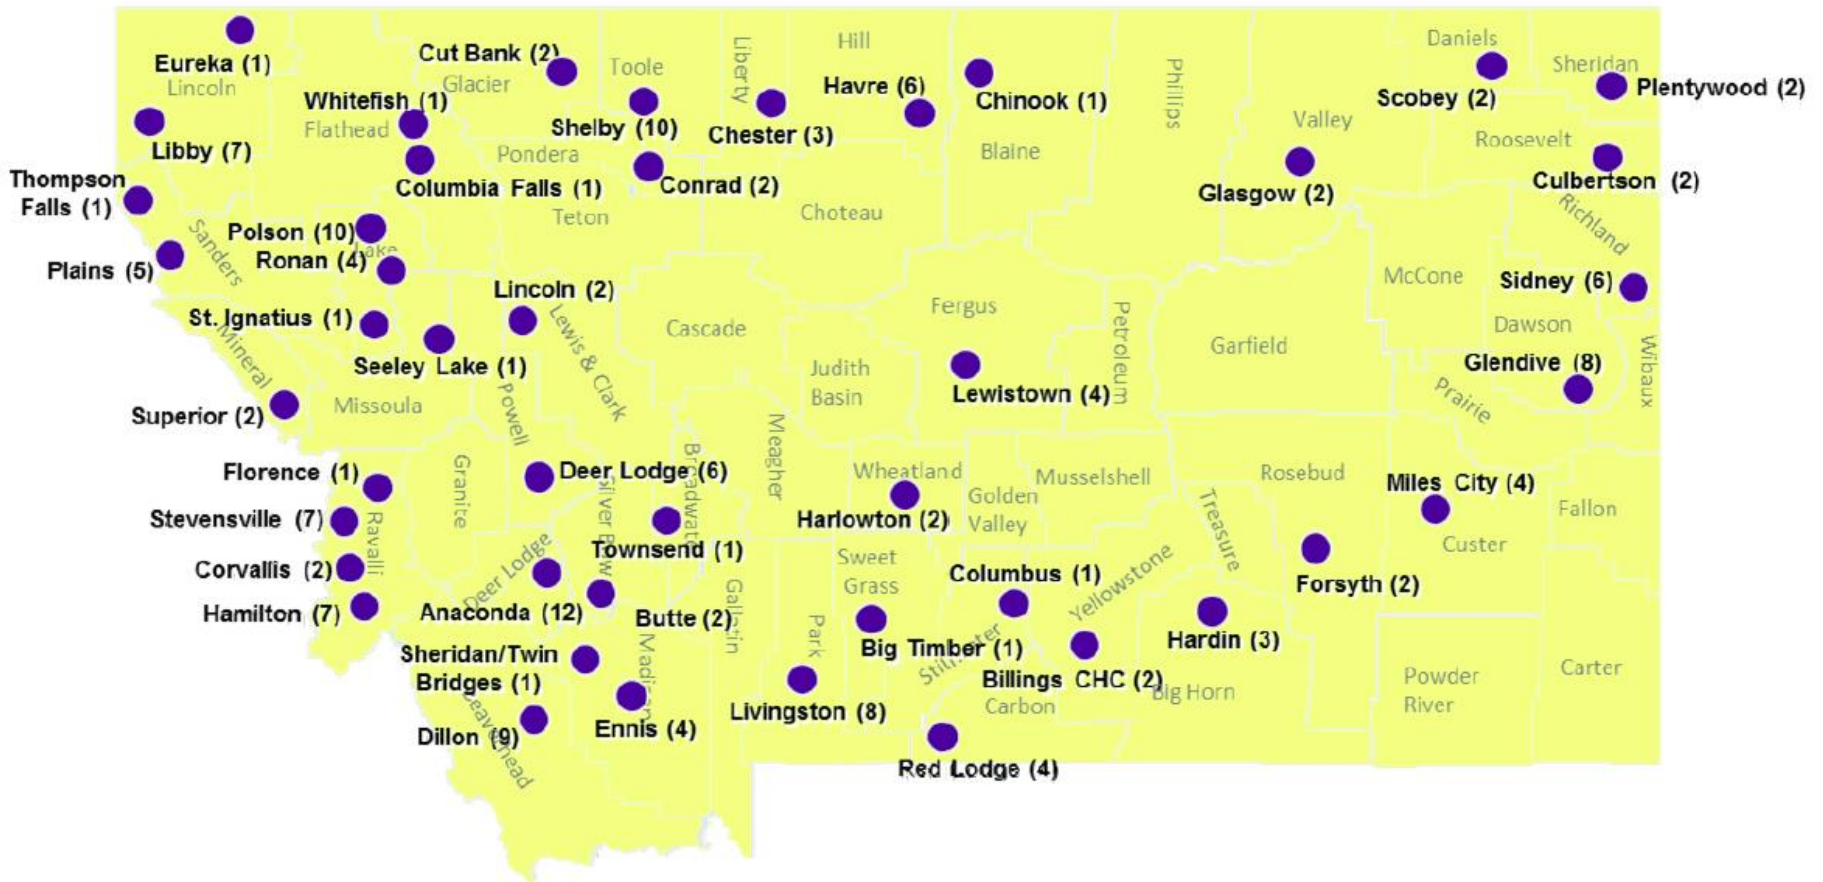 Eureka (1)
Lincoln
Cut Bank (2)
Glacier
Toole
Liberty
Hill
Havre (6)
Chinook (1)
Phillips
Daniels
Scobey (2)
Sheridan
Plentywood (2)
Whitefish (1)
Flathead
Shelby (10)
Chester (3)
Blaine
Valley
Roosevelt
Libby (7)
Pondera
Conrad (2)
Columbia Falls (1)
Glasgow (2)
Culbertson (2)
Thompson
Falls (1)
Teton
Choteau
Richland
Sanders
Polson (10)
Lake
Ronan (4)
Plains (5)
McCone
Sidney (6)
Lincoln (2)
Lewis & Clark
Fergus
Petroleum
St. Ignatius (1)
Mineral
Cascade
Garfield
Dawson
Wibaux
Seeley Lake (1)
Judith
Basin
Glendive (8)
Superior (2)
Missoula
Powell
Lewistown (4)
Prairie
Meagher
Florence (1)
Granite
Deer Lodge (6)
Silver Bow
Broadwater
Wheatland
Musselshell
Rosebud
Miles City (4)
Stevensville (7)
Ravalli
Harlowton (2)
Golden
Valley
Treasure
Fallon
Townsend (1)
Custer
Corvallis (2)
Deer Lodge
Sweet
Grass
Columbus (1)
Yellowstone
Forsyth (2)
Hamilton (7)
Anaconda (12)
Butte (2)
Gallatin
Park
Big Timber (1)
Stillwater
Hardin (3)
Sheridan/Twin
Bridges (1)
Madison
Billings CHC (2)
Big Horn
Powder
River
Carter
Livingston (8)
Carbon
Dillon (9)
Beaverhead
Ennis (4)
Red Lodge (4)